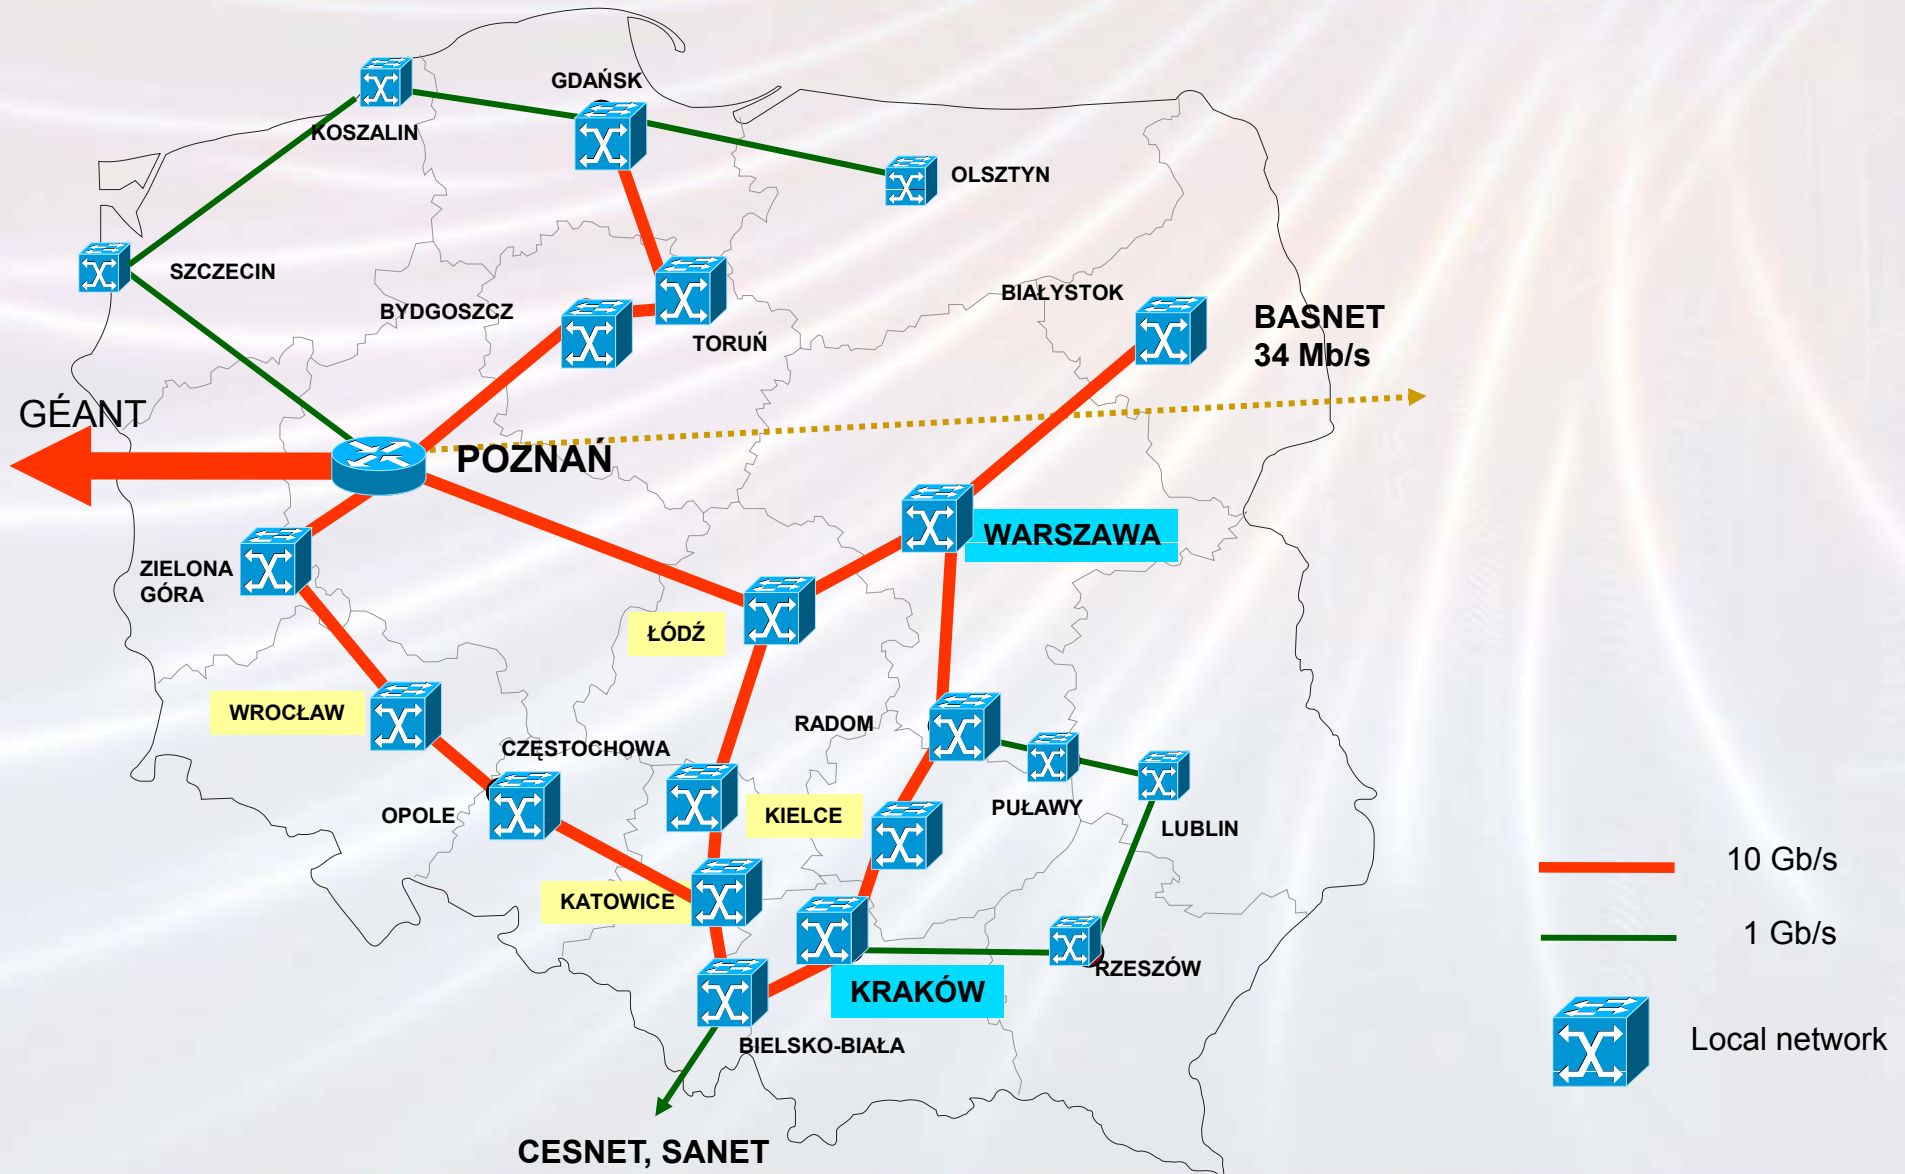 GDAŃSK
KOSZALIN
OLSZTYN
SZCZECIN
BYDGOSZCZ
TORUŃ
BIAŁYSTOK
BASNET
34 Mb/s
GÉANT
POZNAŃ
WARSZAWA
ZIELONA
GÓRA
ŁÓDŹ
WROCŁAW
RADOM
CZĘSTOCHOWA
OPOLE
KIELCE
PUŁAWY
LUBLIN
KATOWICE
RZESZÓW
KRAKÓW
BIELSKO-BIAŁA
CESNET, SANET
10 Gb/s
1 Gb/s
Local network